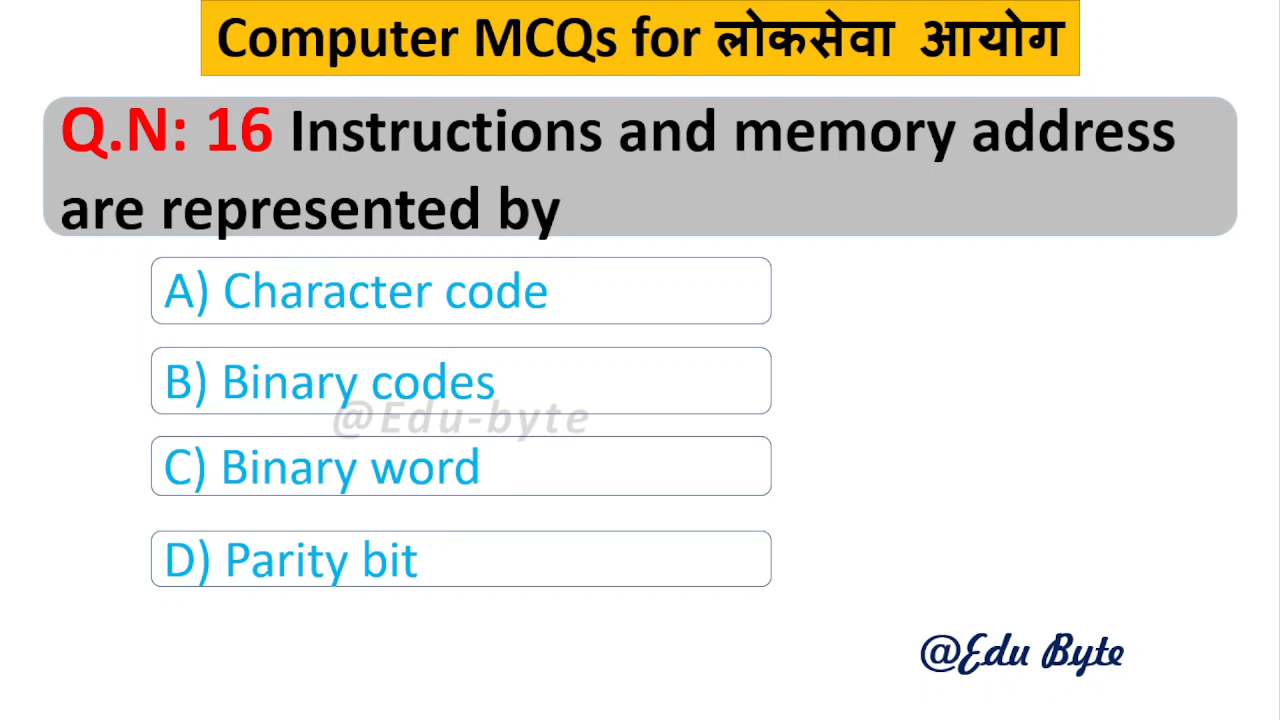 Computer MCQs for लोकसेवा आयोग
Q.N: 16 Instructions and memory address
are represented by
A) Character code
B) Binary codes
@Edu-byte
C) Binary word
D) Parity bit
@Edu Byte